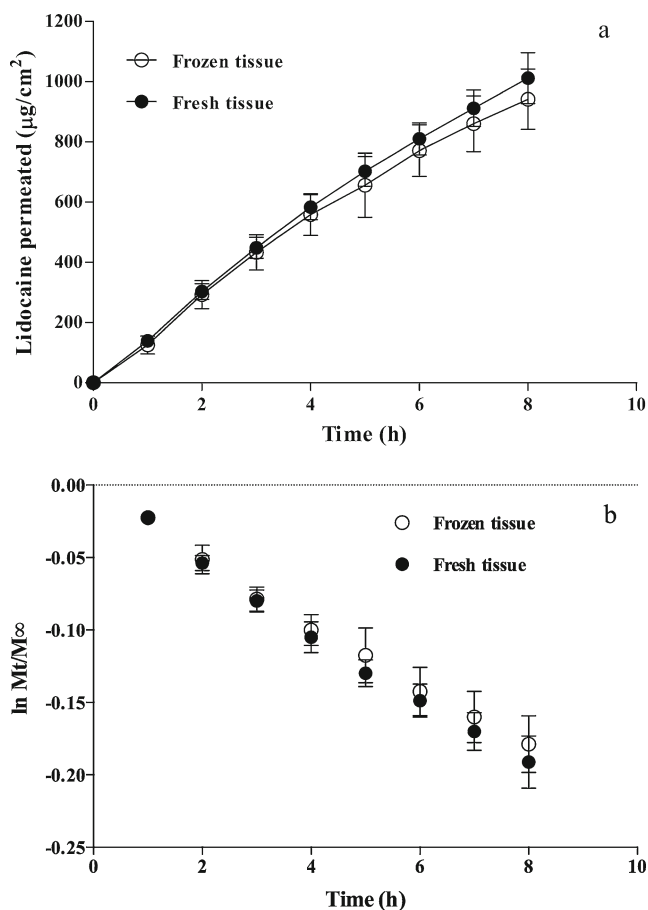 a
1200
1000
800
600
400
200
0
Lidocaine permeated (μg/cm²)
Frozen tissue
Fresh tissue
0 2 4 6 8 10
Time (h)
b
0.00
-0.05
-0.10
-0.15
-0.20
-0.25
ln Mt/M∞
Frozen tissue
Fresh tissue
0 2 4 6 8 10
Time (h)